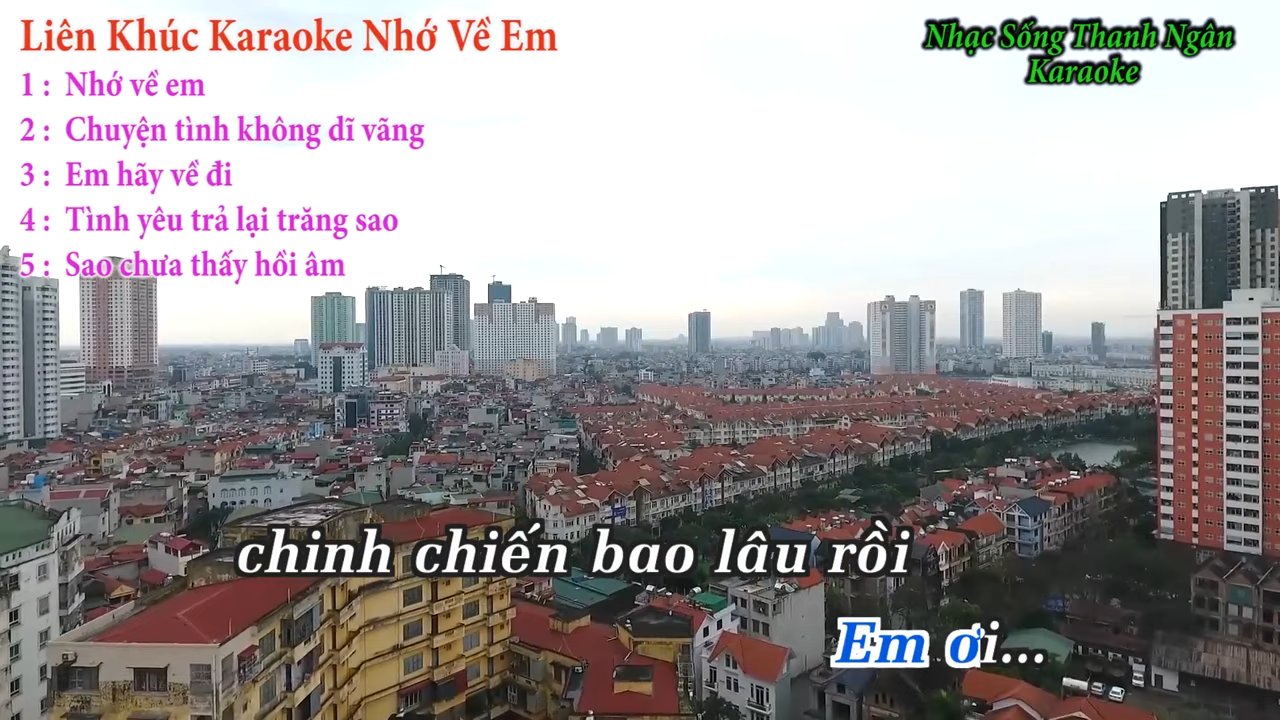 Liên Khúc Karaoke Nhớ Về Em
1 : Nhớ về em
2 : Chuyện tình không dĩ vãng
3 : Em hãy về đi
4 : Tình yêu trả lại trăng sao
5 : Sao chưa thấy hồi âm
Nhạc Sống Thanh Ngân
Karaoke
chinh chiến bao lâu rồi
Em ơi...